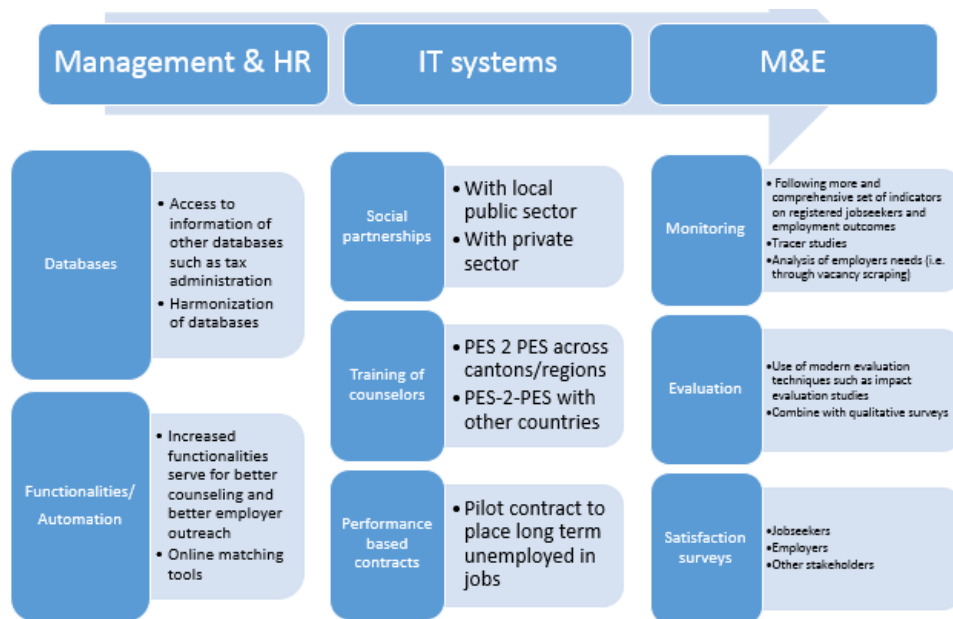 Management & HR
IT systems
M&E
Databases
• Access to
information of
other databases
such as tax
administration
• Harmonization
of databases
Functionalities/
Automation
• Increased
functionalities
serve for better
counseling and
better employer
outreach
• Online matching
tools
Social
partnerships
• With local
public sector
• With private
sector
Training of
counselors
• PES 2 PES across
cantons/regions
• PES-2-PES with
other countries
Performance
based
contracts
• Pilot contract to
place long term
unemployed in
jobs
Monitoring
• Following more and
comprehensive set of indicators
on registered jobseekers and
employment outcomes
• Tracer studies
• Analysis of employers needs (i.e.
through vacancy scraping)
Evaluation
• Use of modern evaluation
techniques such as impact
evaluation studies
• Combine with qualitative surveys
Satisfaction
surveys
• Jobseekers
• Employers
• Other stakeholders